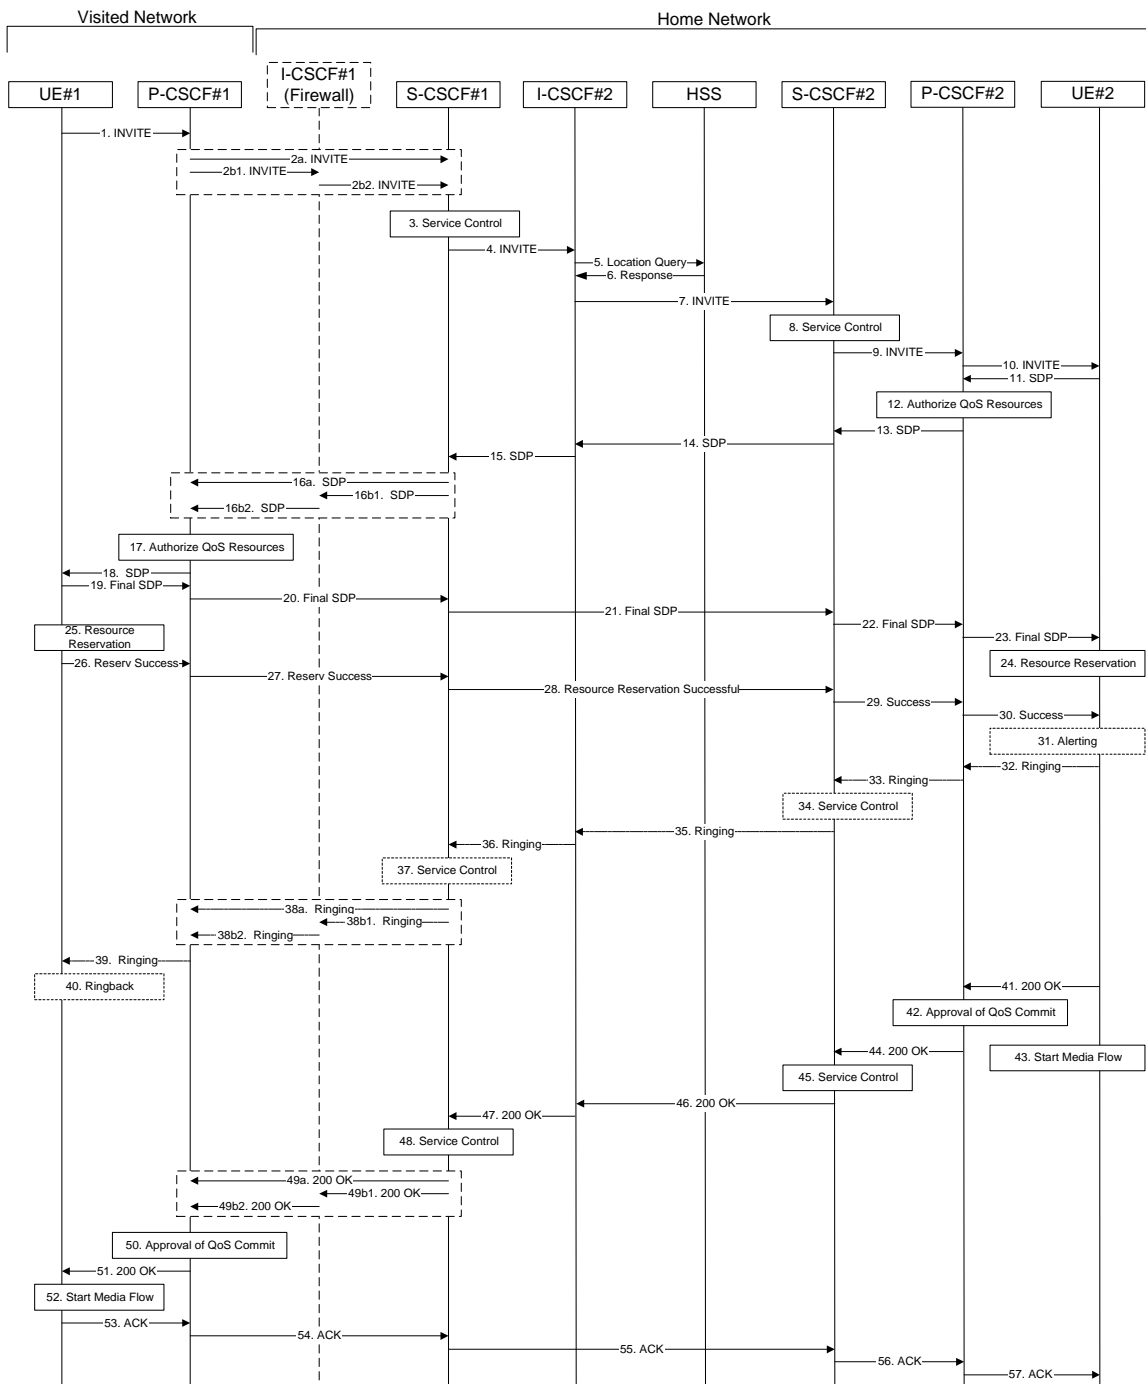 Visited Network
Home Network
UE#1
P-CSCF#1
I-CSCF#1
(Firewall)
S-CSCF#1
I-CSCF#2
HSS
S-CSCF#2
P-CSCF#2
UE#2
1. INVITE
2a. INVITE
2b1. INVITE
2b2. INVITE
3. Service Control
4. INVITE
5. Location Query
6. Response
7. INVITE
8. Service Control
9. INVITE
10. INVITE
11. SDP
12. Authorize QoS Resources
13. SDP
14. SDP
15. SDP
16a. SDP
16b1. SDP
16b2. SDP
17. Authorize QoS Resources
18. SDP
19. Final SDP
20. Final SDP
21. Final SDP
22. Final SDP
23. Final SDP
25. Resource
Reservation
24. Resource Reservation
26. Reserv Success
27. Reserv Success
28. Resource Reservation Successful
29. Success
30. Success
31. Alerting
32. Ringing
33. Ringing
34. Service Control
35. Ringing
36. Ringing
37. Service Control
38a. Ringing
38b1. Ringing
38b2. Ringing
39. Ringing
40. Ringback
41. 200 OK
42. Approval of QoS Commit
44. 200 OK
43. Start Media Flow
45. Service Control
46. 200 OK
47. 200 OK
48. Service Control
49a. 200 OK
49b1. 200 OK
49b2. 200 OK
50. Approval of QoS Commit
51. 200 OK
52. Start Media Flow
53. ACK
54. ACK
55. ACK
56. ACK
57. ACK